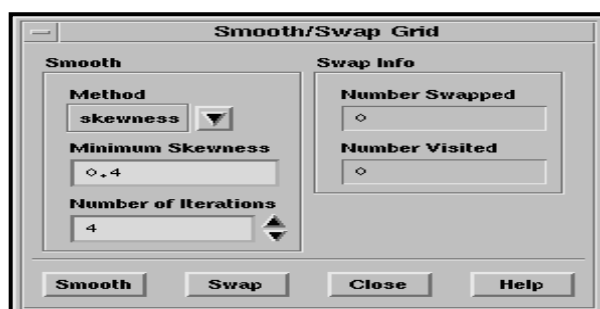 Smooth/Swap Grid
Smooth
Method
skewness
Minimum Skewness
0.4
Number of Iterations
4
Swap Info
Number Swapped
0
Number Visited
0
Smooth Swap Close Help